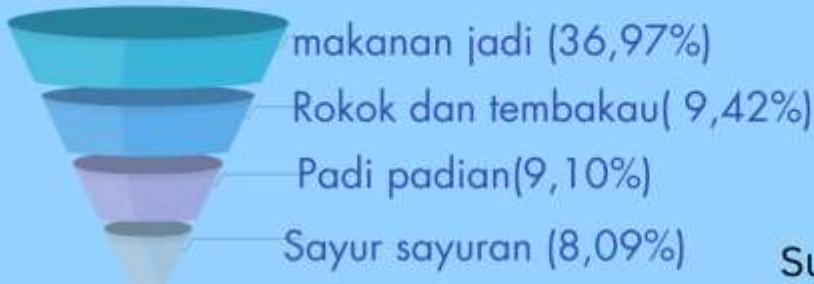 makanan jadi (36,97%)
Rokok dan tembakau( 9,42%)
Padi padian(9,10%)
Sayur sayuran (8,09%)